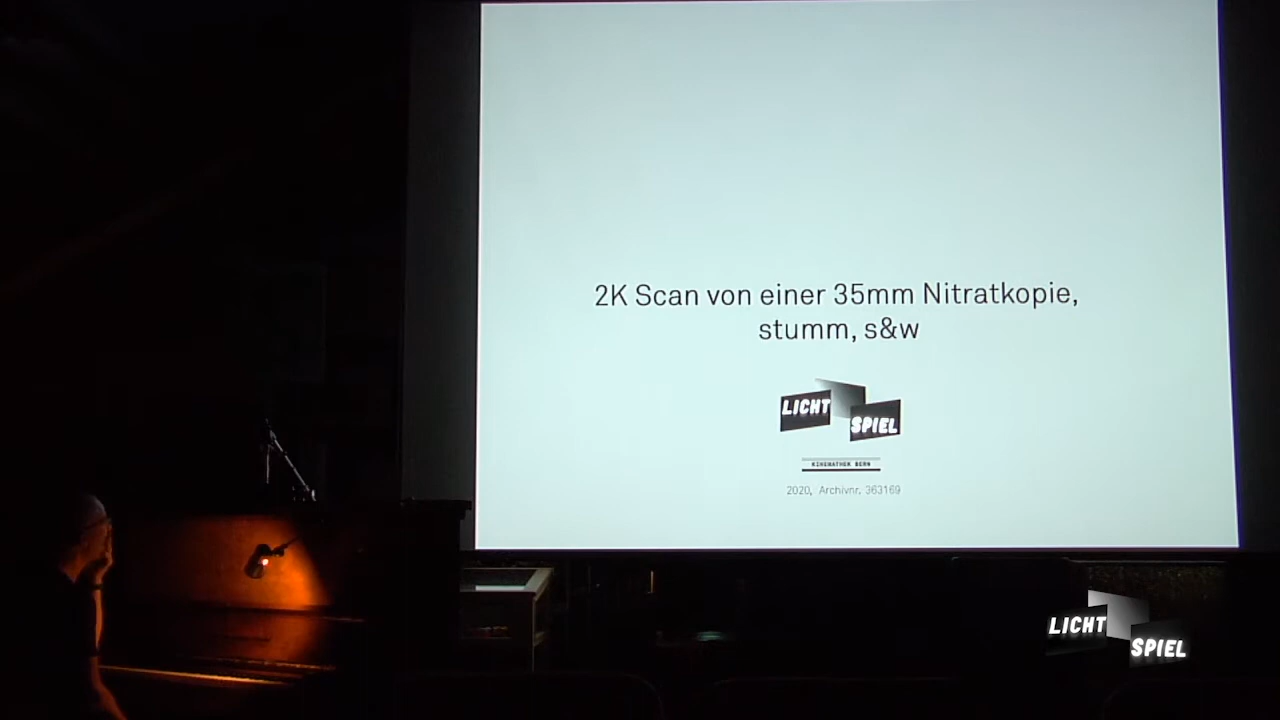 2K Scan von einer 35mm Nitratkopie,
stumm, s&w
LICHT
SPIEL
KINEMATHEK BERN
2020, Archivnr. 363169
LICHT
SPIEL